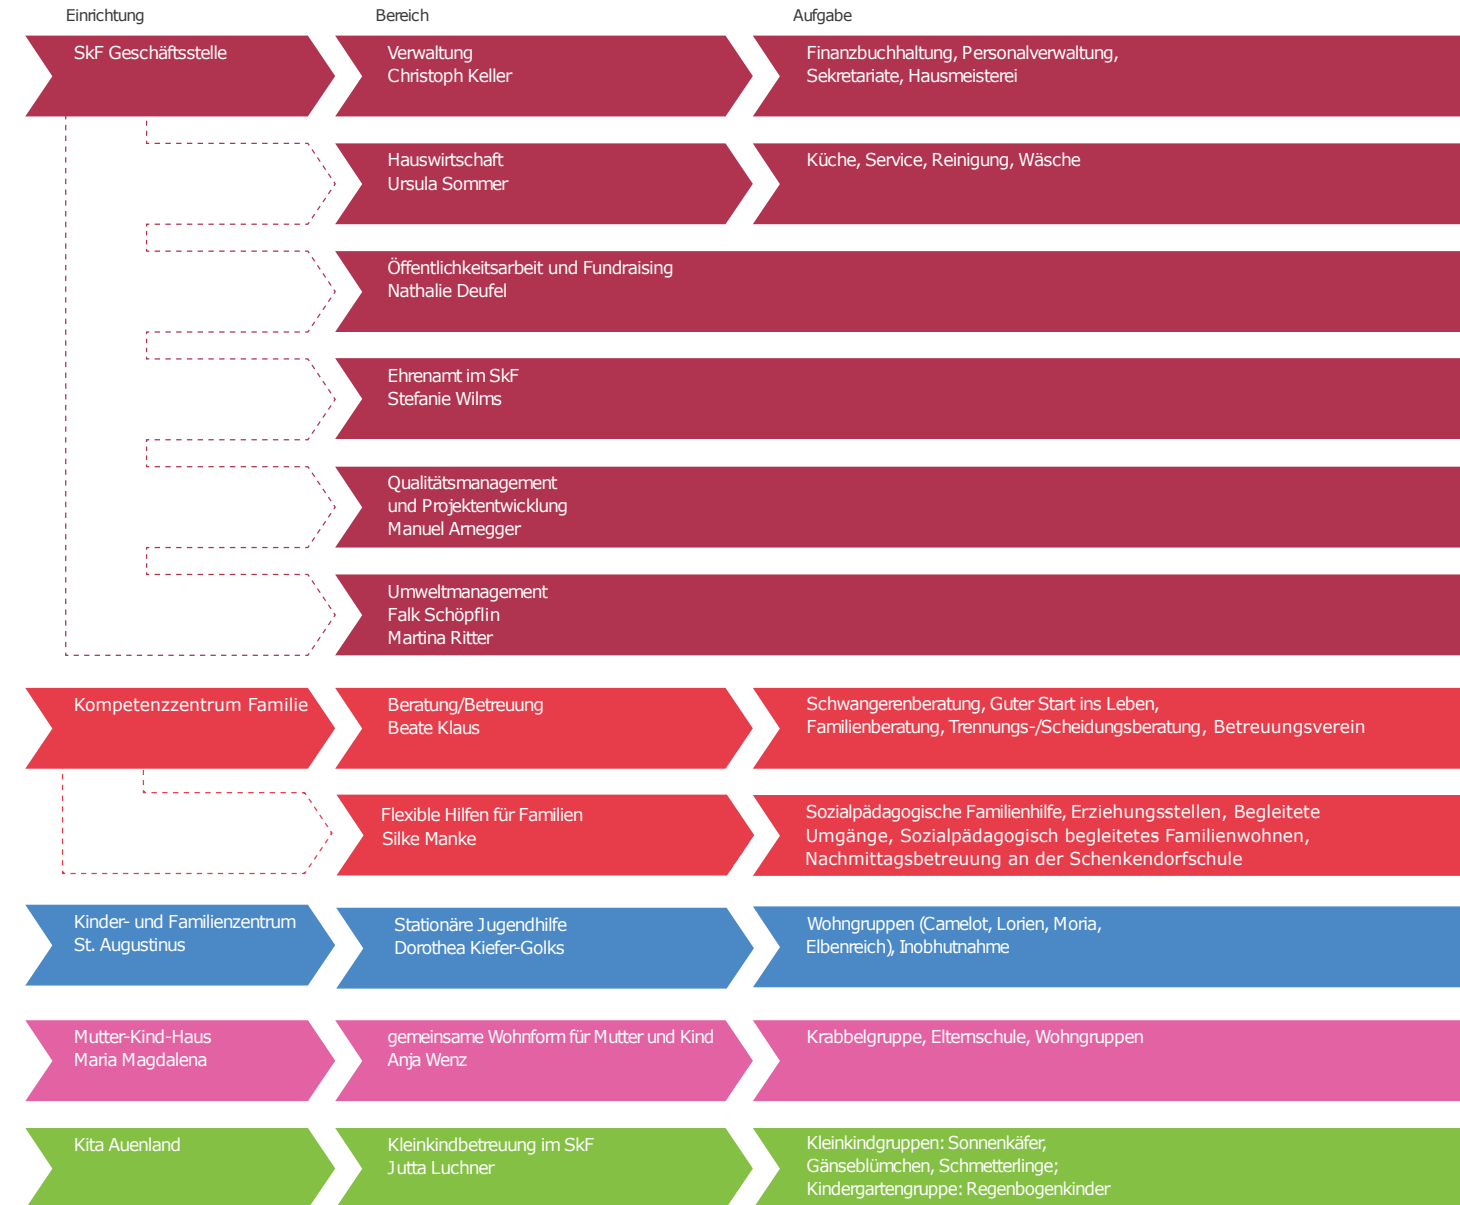 Einrichtung
Bereich
Aufgabe
SkF Geschäftsstelle
Verwaltung
Christoph Keller
Finanzbuchhaltung, Personalverwaltung,
Sekretariate, Hausmeisterei
Hauswirtschaft
Ursula Sommer
Küche, Service, Reinigung, Wäsche
Öffentlichkeitsarbeit und Fundraising
Nathalie Deufel
Ehrenamt im SkF
Stefanie Wilms
Qualitätsmanagement
und Projektentwicklung
Manuel Arnegger
Umweltmanagement
Falk Schöpflin
Martina Ritter
Kompetenzzentrum Familie
Beratung/Betreuung
Beate Klaus
Schwangerenberatung, Guter Start ins Leben,
Familienberatung, Trennungs-/Scheidungsberatung, Betreuungsverein
Flexible Hilfen für Familien
Silke Manke
Sozialpädagogische Familienhilfe, Erziehungsstellen, Begleitete
Umgänge, Sozialpädagogisch begleitetes Familienwohnen,
Nachmittagsbetreuung an der Schenkendorfschule
Kinder- und Familienzentrum
St. Augustinus
Stationäre Jugendhilfe
Dorothea Kiefer-Golks
Wohngruppen (Camelot, Lorien, Moria,
Elbenreich), Inobhutnahme
Mutter-Kind-Haus
Maria Magdalena
gemeinsame Wohnform für Mutter und Kind
Anja Wenz
Krabbelgruppe, Elternschule, Wohngruppen
Kita Auenland
Kleinkindbetreuung im SkF
Jutta Luchner
Kleinkindgruppen: Sonnenkäfer,
Gänseblümchen, Schmetterlinge;
Kindergartengruppe: Regenbogenkinder